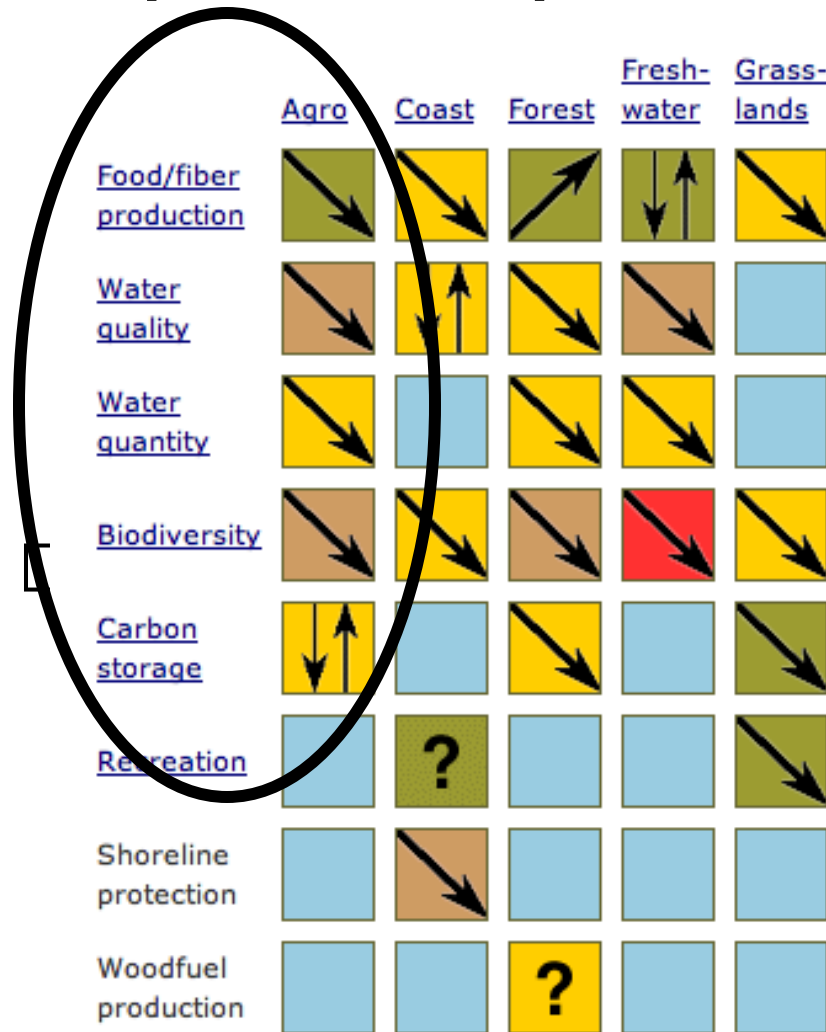 Fresh- Grass-
Agro Coast Forest water lands
Food/fiber
production
Water
quality
Water
quantity
Biodiversity
Carbon
storage
Recreation
?
Shoreline
protection
Woodfuel
production
?